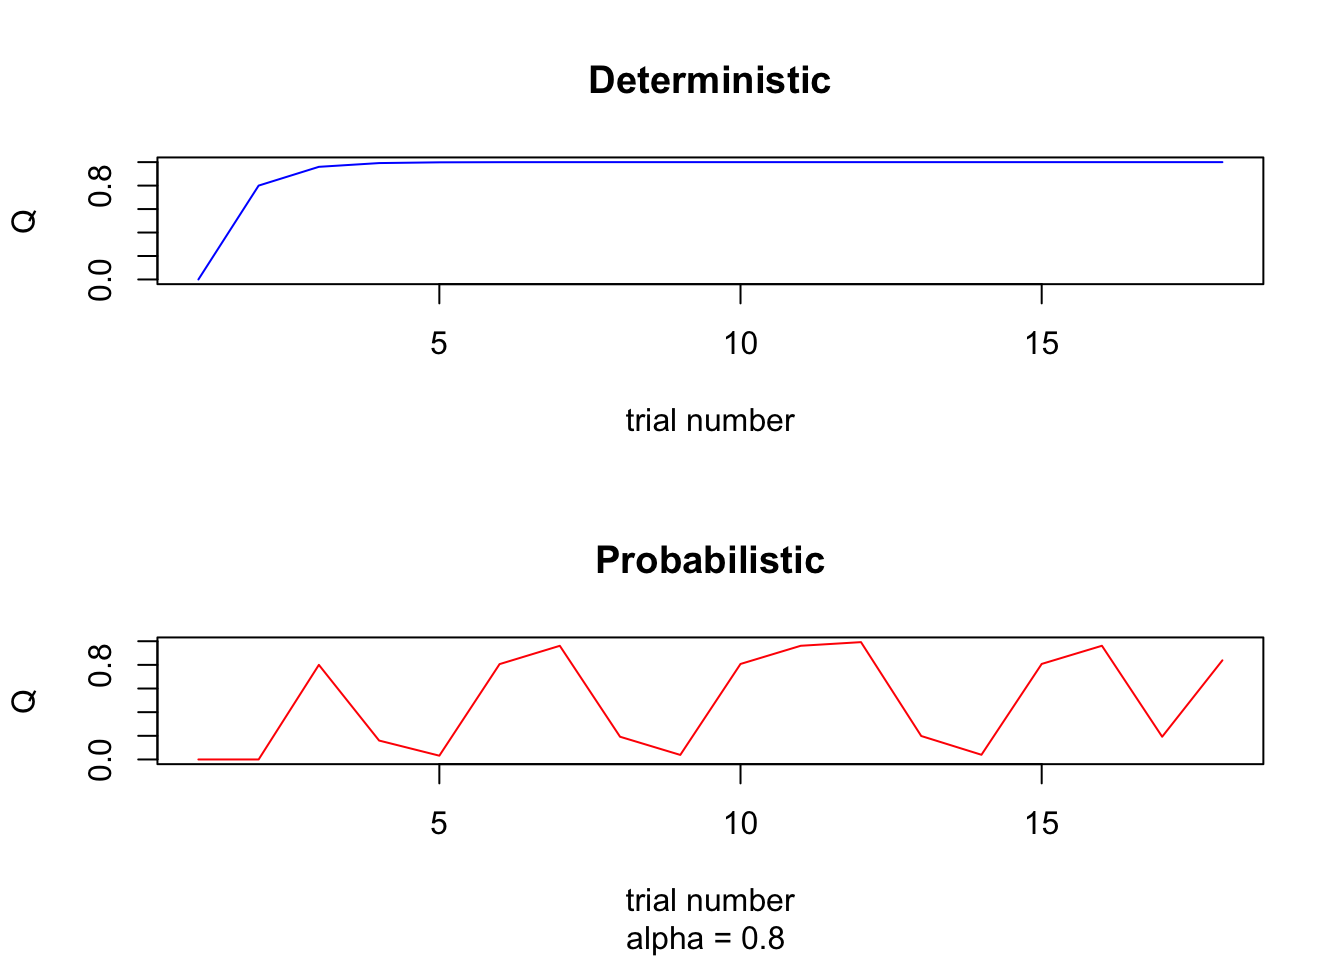 Deterministic
Q
0.8
0.0
5 10 15
trial number
Probabilistic
Q
0.8
0.0
5 10 15
trial number
alpha = 0.8